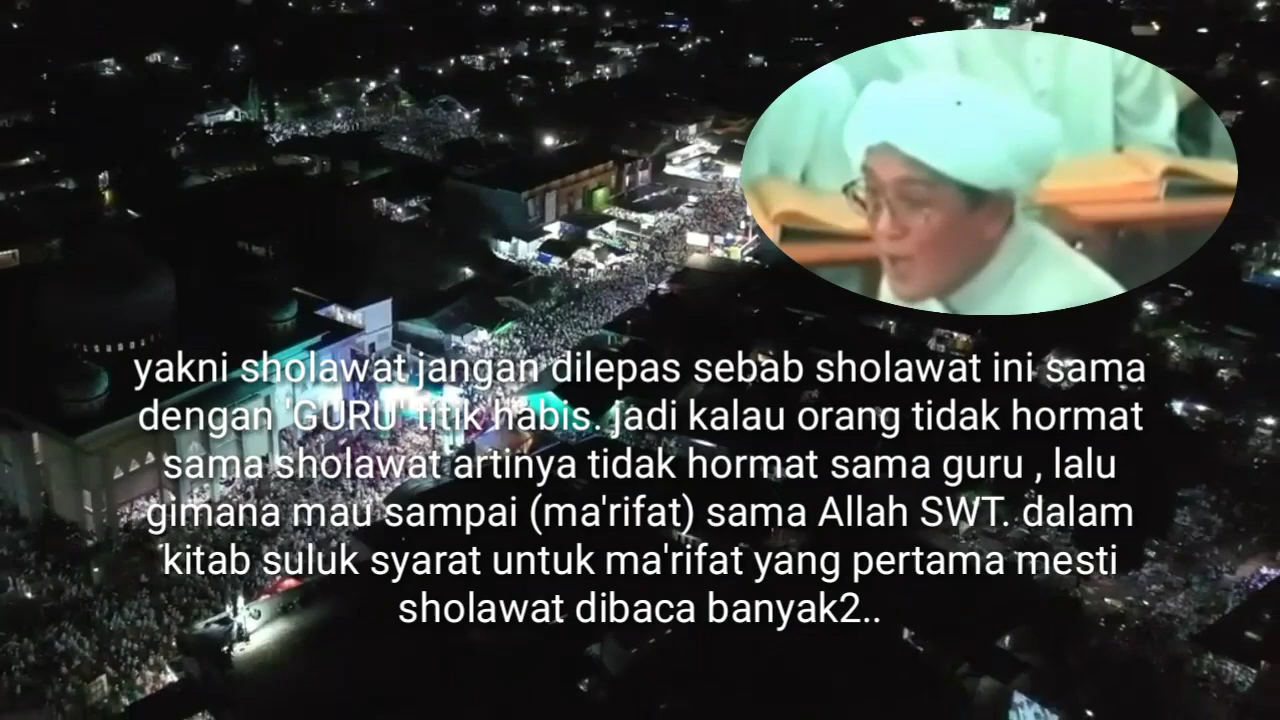 yakni sholawat jangan dilepas sebab sholawat ini sama
dengan 'GURU' titik habis. jadi kalau orang tidak hormat
sama sholawat artinya tidak hormat sama guru , lalu
gimana mau sampai (ma'rifat) sama Allah SWT. dalam
kitab suluk syarat untuk ma'rifat yang pertama mesti
sholawat dibaca banyak2..